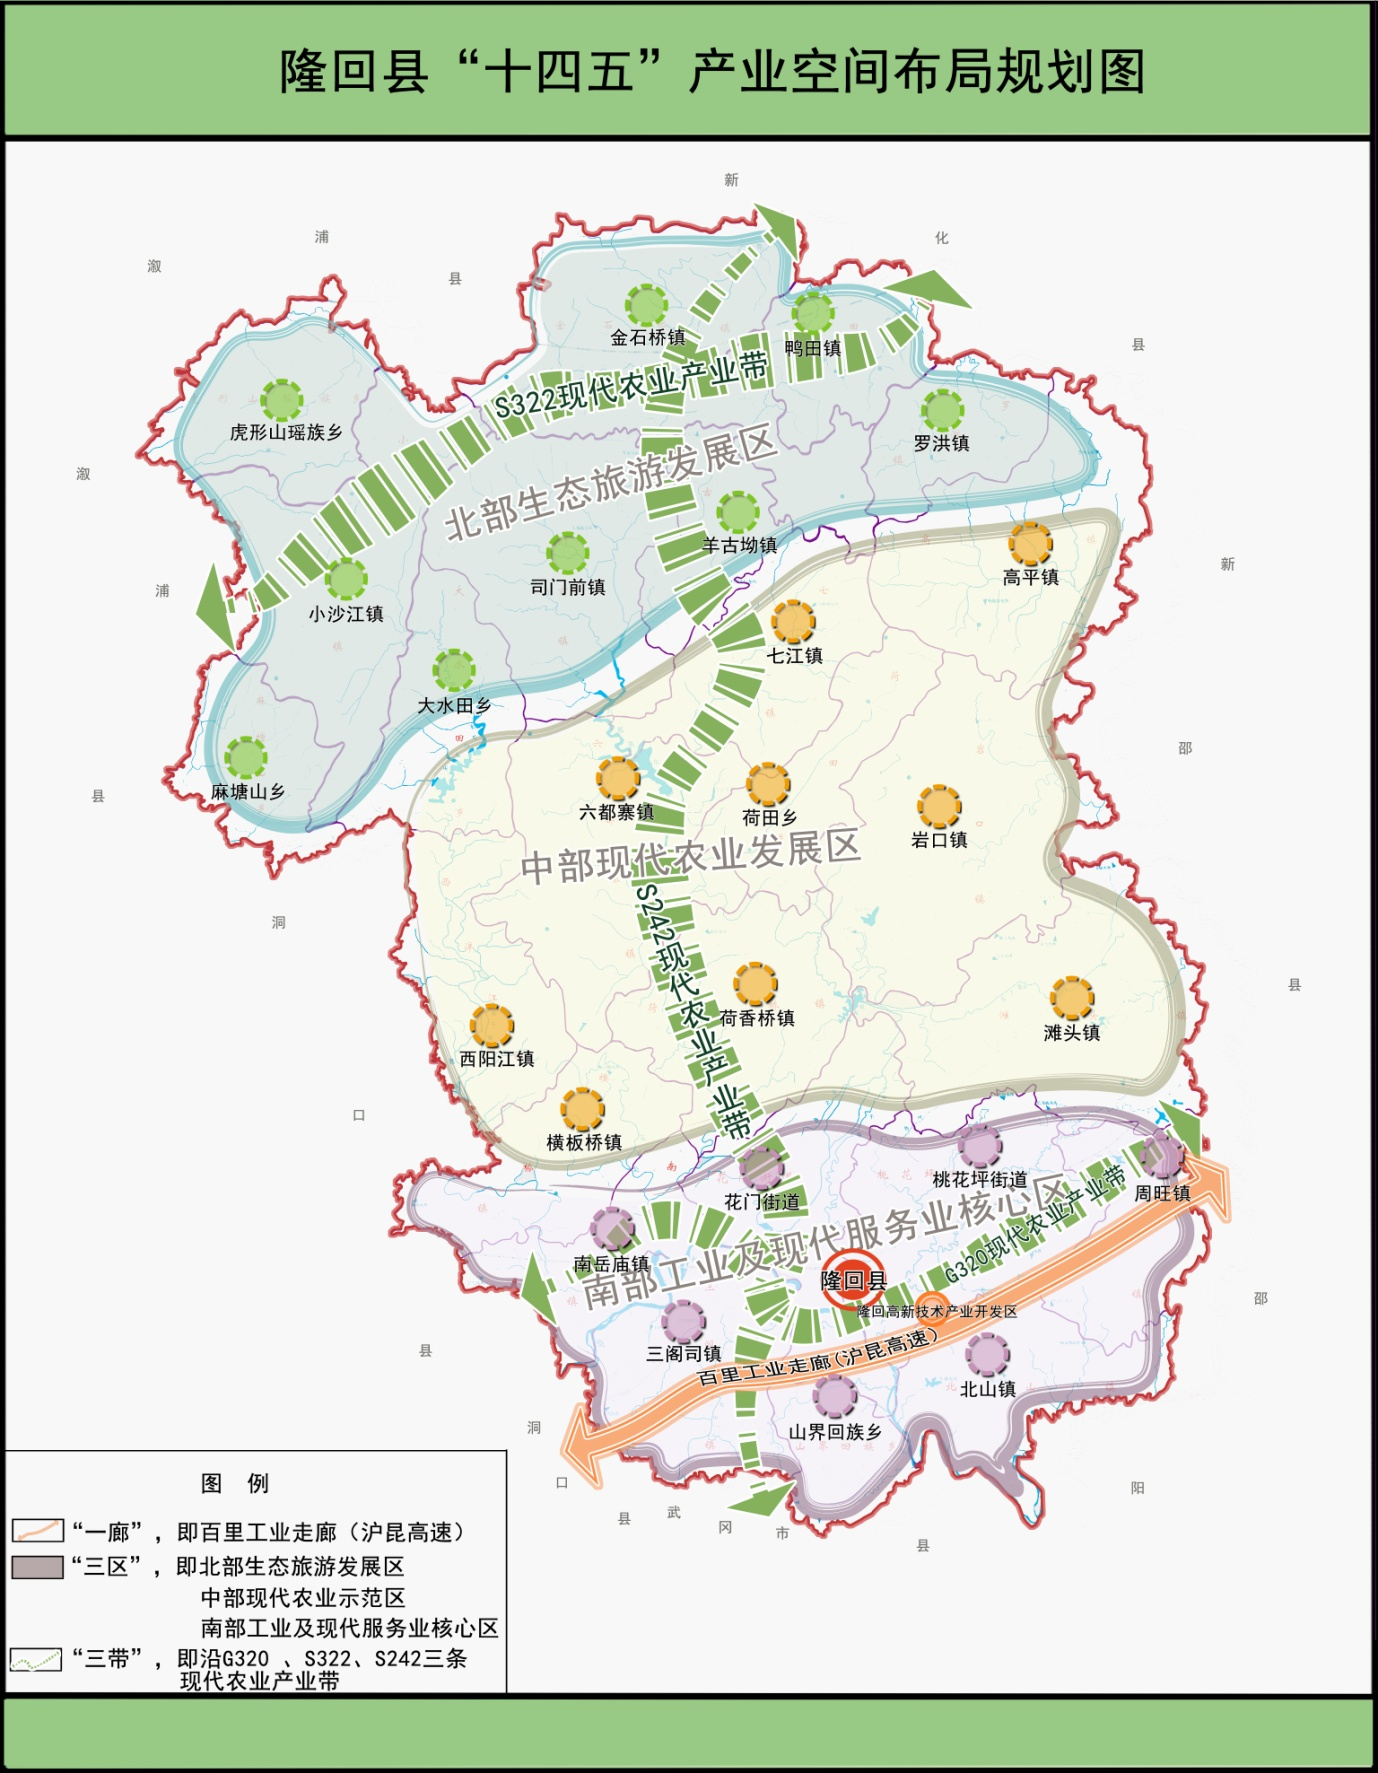 隆回县“十四五”产业空间布局规划图
新
溆
浦
县
化
县
金石桥镇
鸭田镇
S322现代农业产业带
虎形山瑶族乡
罗洪镇
溆
北部生态旅游发展区
羊古坳镇
高平镇
司门前镇
小沙江镇
新
浦
七江镇
大水田乡
邵
麻塘山乡
县
六都寨镇
荷田乡
岩口镇
中部现代农业发展区
洞
S242现代农业产业带
县
荷香桥镇
滩头镇
西阳江镇
口
横板桥镇
桃花坪街道
周旺镇
花门街道
G320现代农业产业带
南岳庙镇
南部工业及现代服务业核心区
隆回县
隆回高新技术产业开发区
邵
三阁司镇
百里工业走廊(沪昆高速)
县
北山镇
山界回族乡
洞
口
县
武
冈
市
县
阳
图 例
“一廊”，即百里工业走廊（沪昆高速）
“三区”，即北部生态旅游发展区
中部现代农业示范区
南部工业及现代服务业核心区
“三带”，即沿G320 、S322、S242三条
现代农业产业带